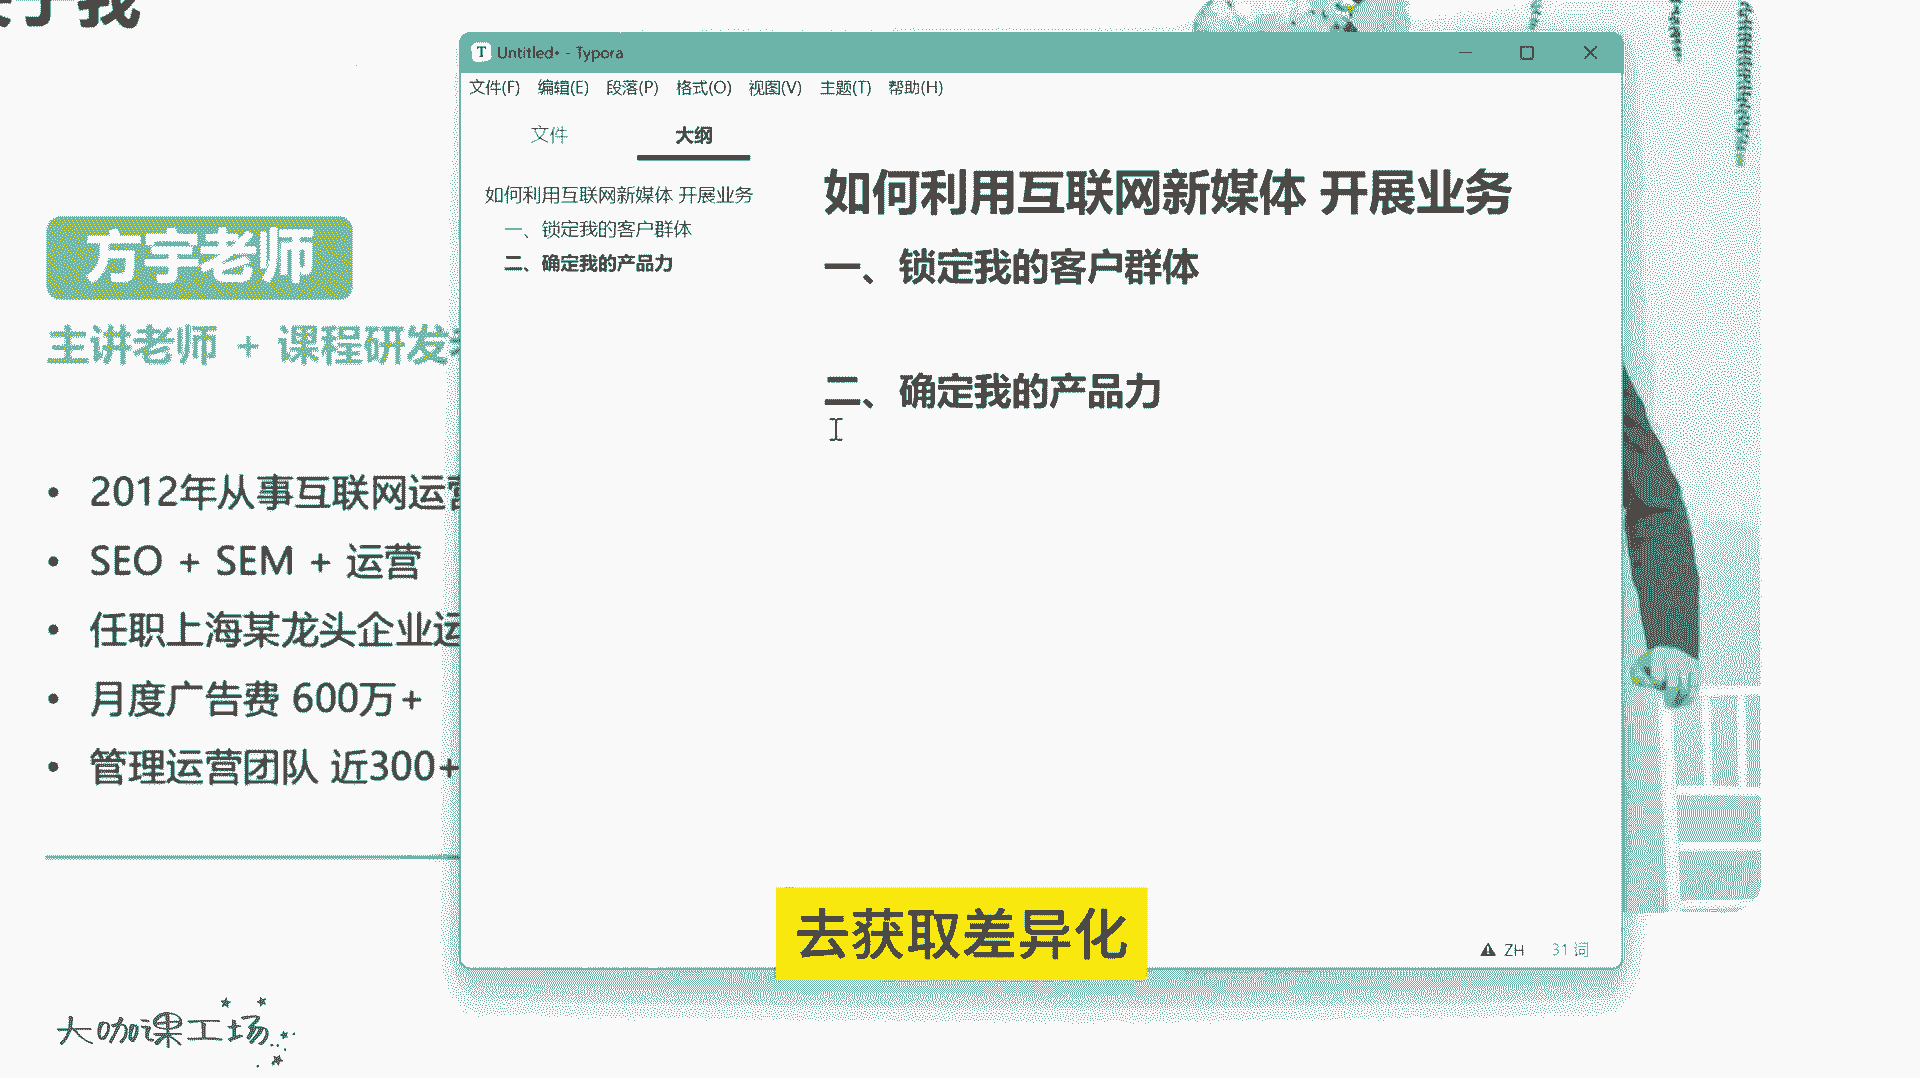 于我
方宇老师
主讲老师 + 课程研发
2012年从事互联网运营
SEO + SEM + 运营
任职上海某龙头企业运
月度广告费 600万+
管理运营团队 近300+
大咖课工场
Untitled• - Typora
文件(F) 编辑(E) 段落(P) 格式(O) 视图(V) 主题(T) 帮助(H)
文件 大纲
如何利用互联网新媒体 开展业务
一、锁定我的客户群体
二、确定我的产品力
如何利用互联网新媒体 开展业务
一、锁定我的客户群体
二、确定我的产品力
去获取差异化
ZH 31 词